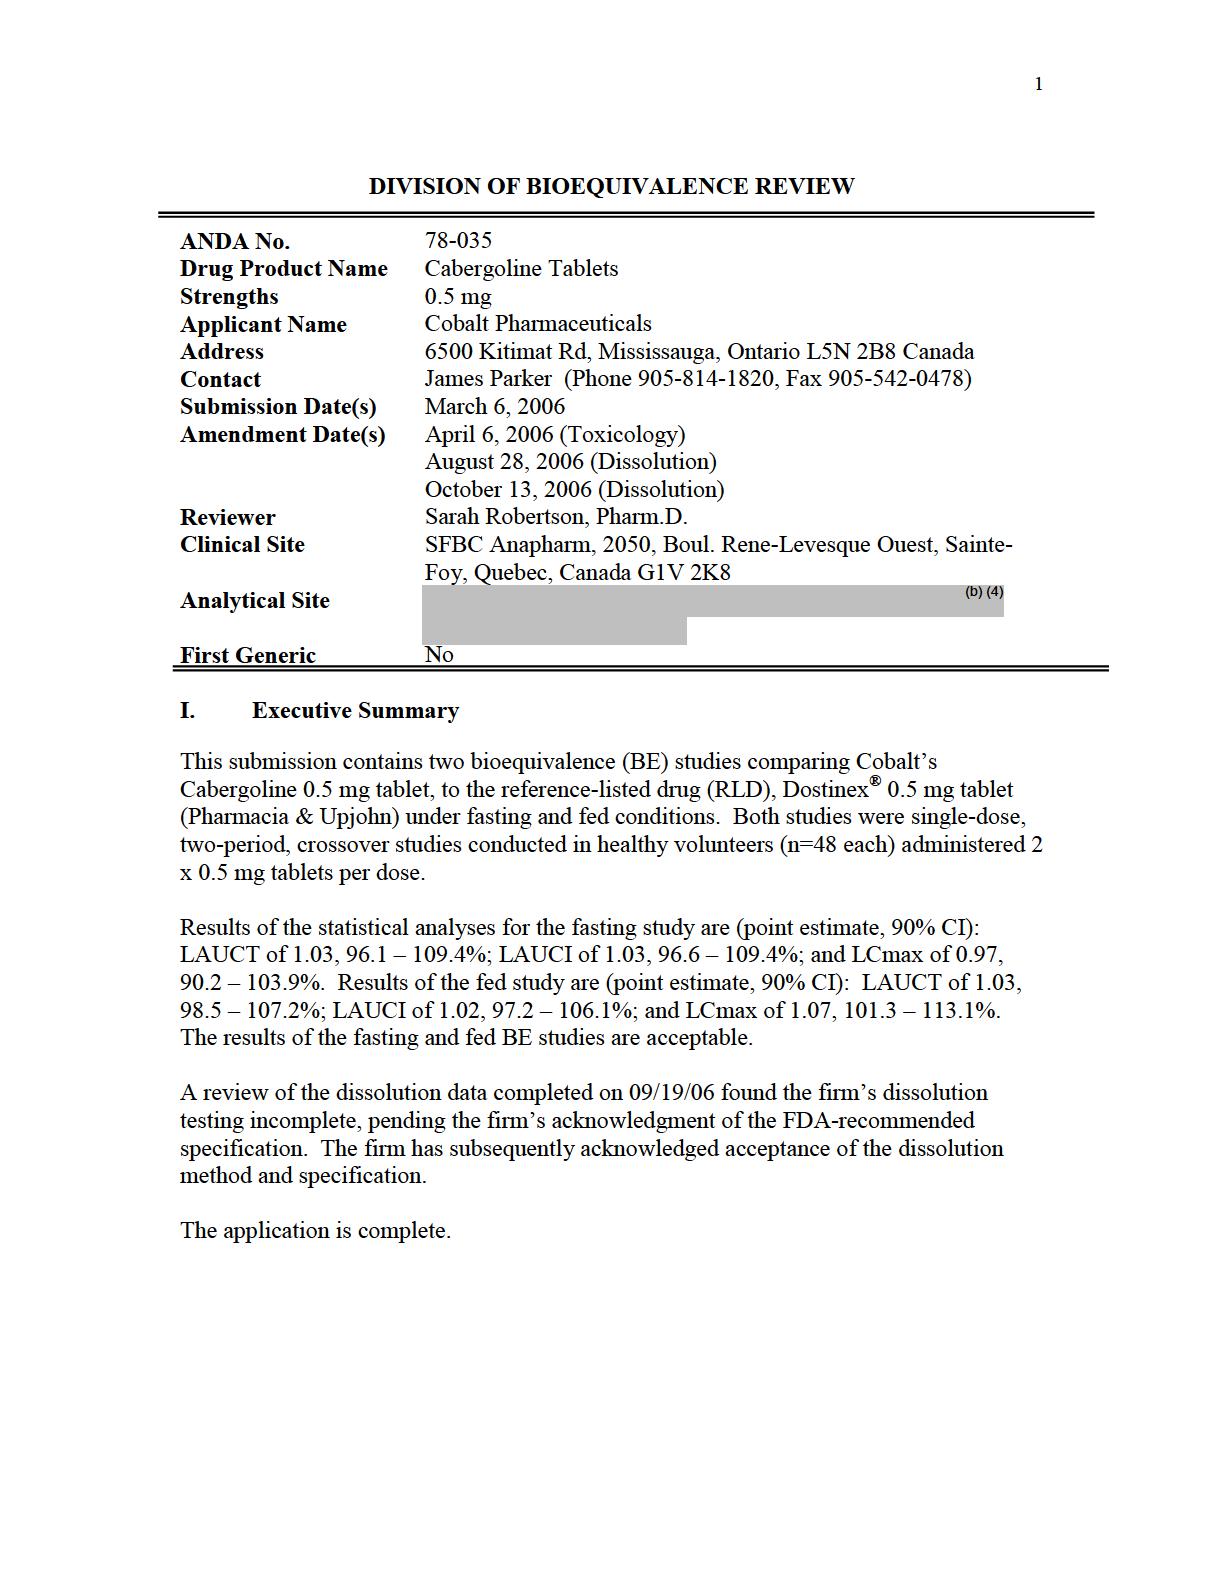 1
DIVISION OF BIOEQUIVALENCE REVIEW
ANDA No. 78-035
Drug Product Name Cabergoline Tablets
Strengths 0.5 mg
Applicant Name Cobalt Pharmaceuticals
Address 6500 Kitimat Rd, Mississauga, Ontario L5N 2B8 Canada
Contact James Parker (Phone 905-814-1820, Fax 905-542-0478)
Submission Date(s) March 6, 2006
Amendment Date(s) April 6, 2006 (Toxicology)
August 28, 2006 (Dissolution)
October 13, 2006 (Dissolution)
Reviewer Sarah Robertson, Pharm.D.
Clinical Site SFBC Anapharm, 2050, Boul. Rene-Levesque Ouest, Sainte-
Foy, Quebec, Canada G1V 2K8
Analytical Site (b) (4)
First Generic No
I. Executive Summary
This submission contains two bioequivalence (BE) studies comparing Cobalt’s
Cabergoline 0.5 mg tablet, to the reference-listed drug (RLD), Dostinex® 0.5 mg tablet
(Pharmacia & Upjohn) under fasting and fed conditions. Both studies were single-dose,
two-period, crossover studies conducted in healthy volunteers (n=48 each) administered 2
x 0.5 mg tablets per dose.
Results of the statistical analyses for the fasting study are (point estimate, 90% CI):
LAUCT of 1.03, 96.1 – 109.4%; LAUCI of 1.03, 96.6 – 109.4%; and LCmax of 0.97,
90.2 – 103.9%. Results of the fed study are (point estimate, 90% CI): LAUCT of 1.03,
98.5 – 107.2%; LAUCI of 1.02, 97.2 – 106.1%; and LCmax of 1.07, 101.3 – 113.1%.
The results of the fasting and fed BE studies are acceptable.
A review of the dissolution data completed on 09/19/06 found the firm’s dissolution
testing incomplete, pending the firm’s acknowledgment of the FDA-recommended
specification. The firm has subsequently acknowledged acceptance of the dissolution
method and specification.
The application is complete.